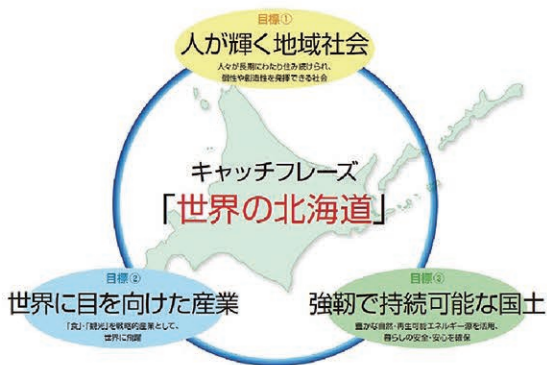 目標①
人が輝く地域社会
人々が長期にわたり住み続けられ、
個性や創造性を発揮できる社会
キャッチフレーズ
「世界の北海道」
目標②
世界に目を向けた産業
「食」・「観光」を戦略的産業として、
世界に飛躍
目標③
強靭で持続可能な国土
豊かな自然・再生可能エネルギー源を活用、
暮らしの安全・安心を確保